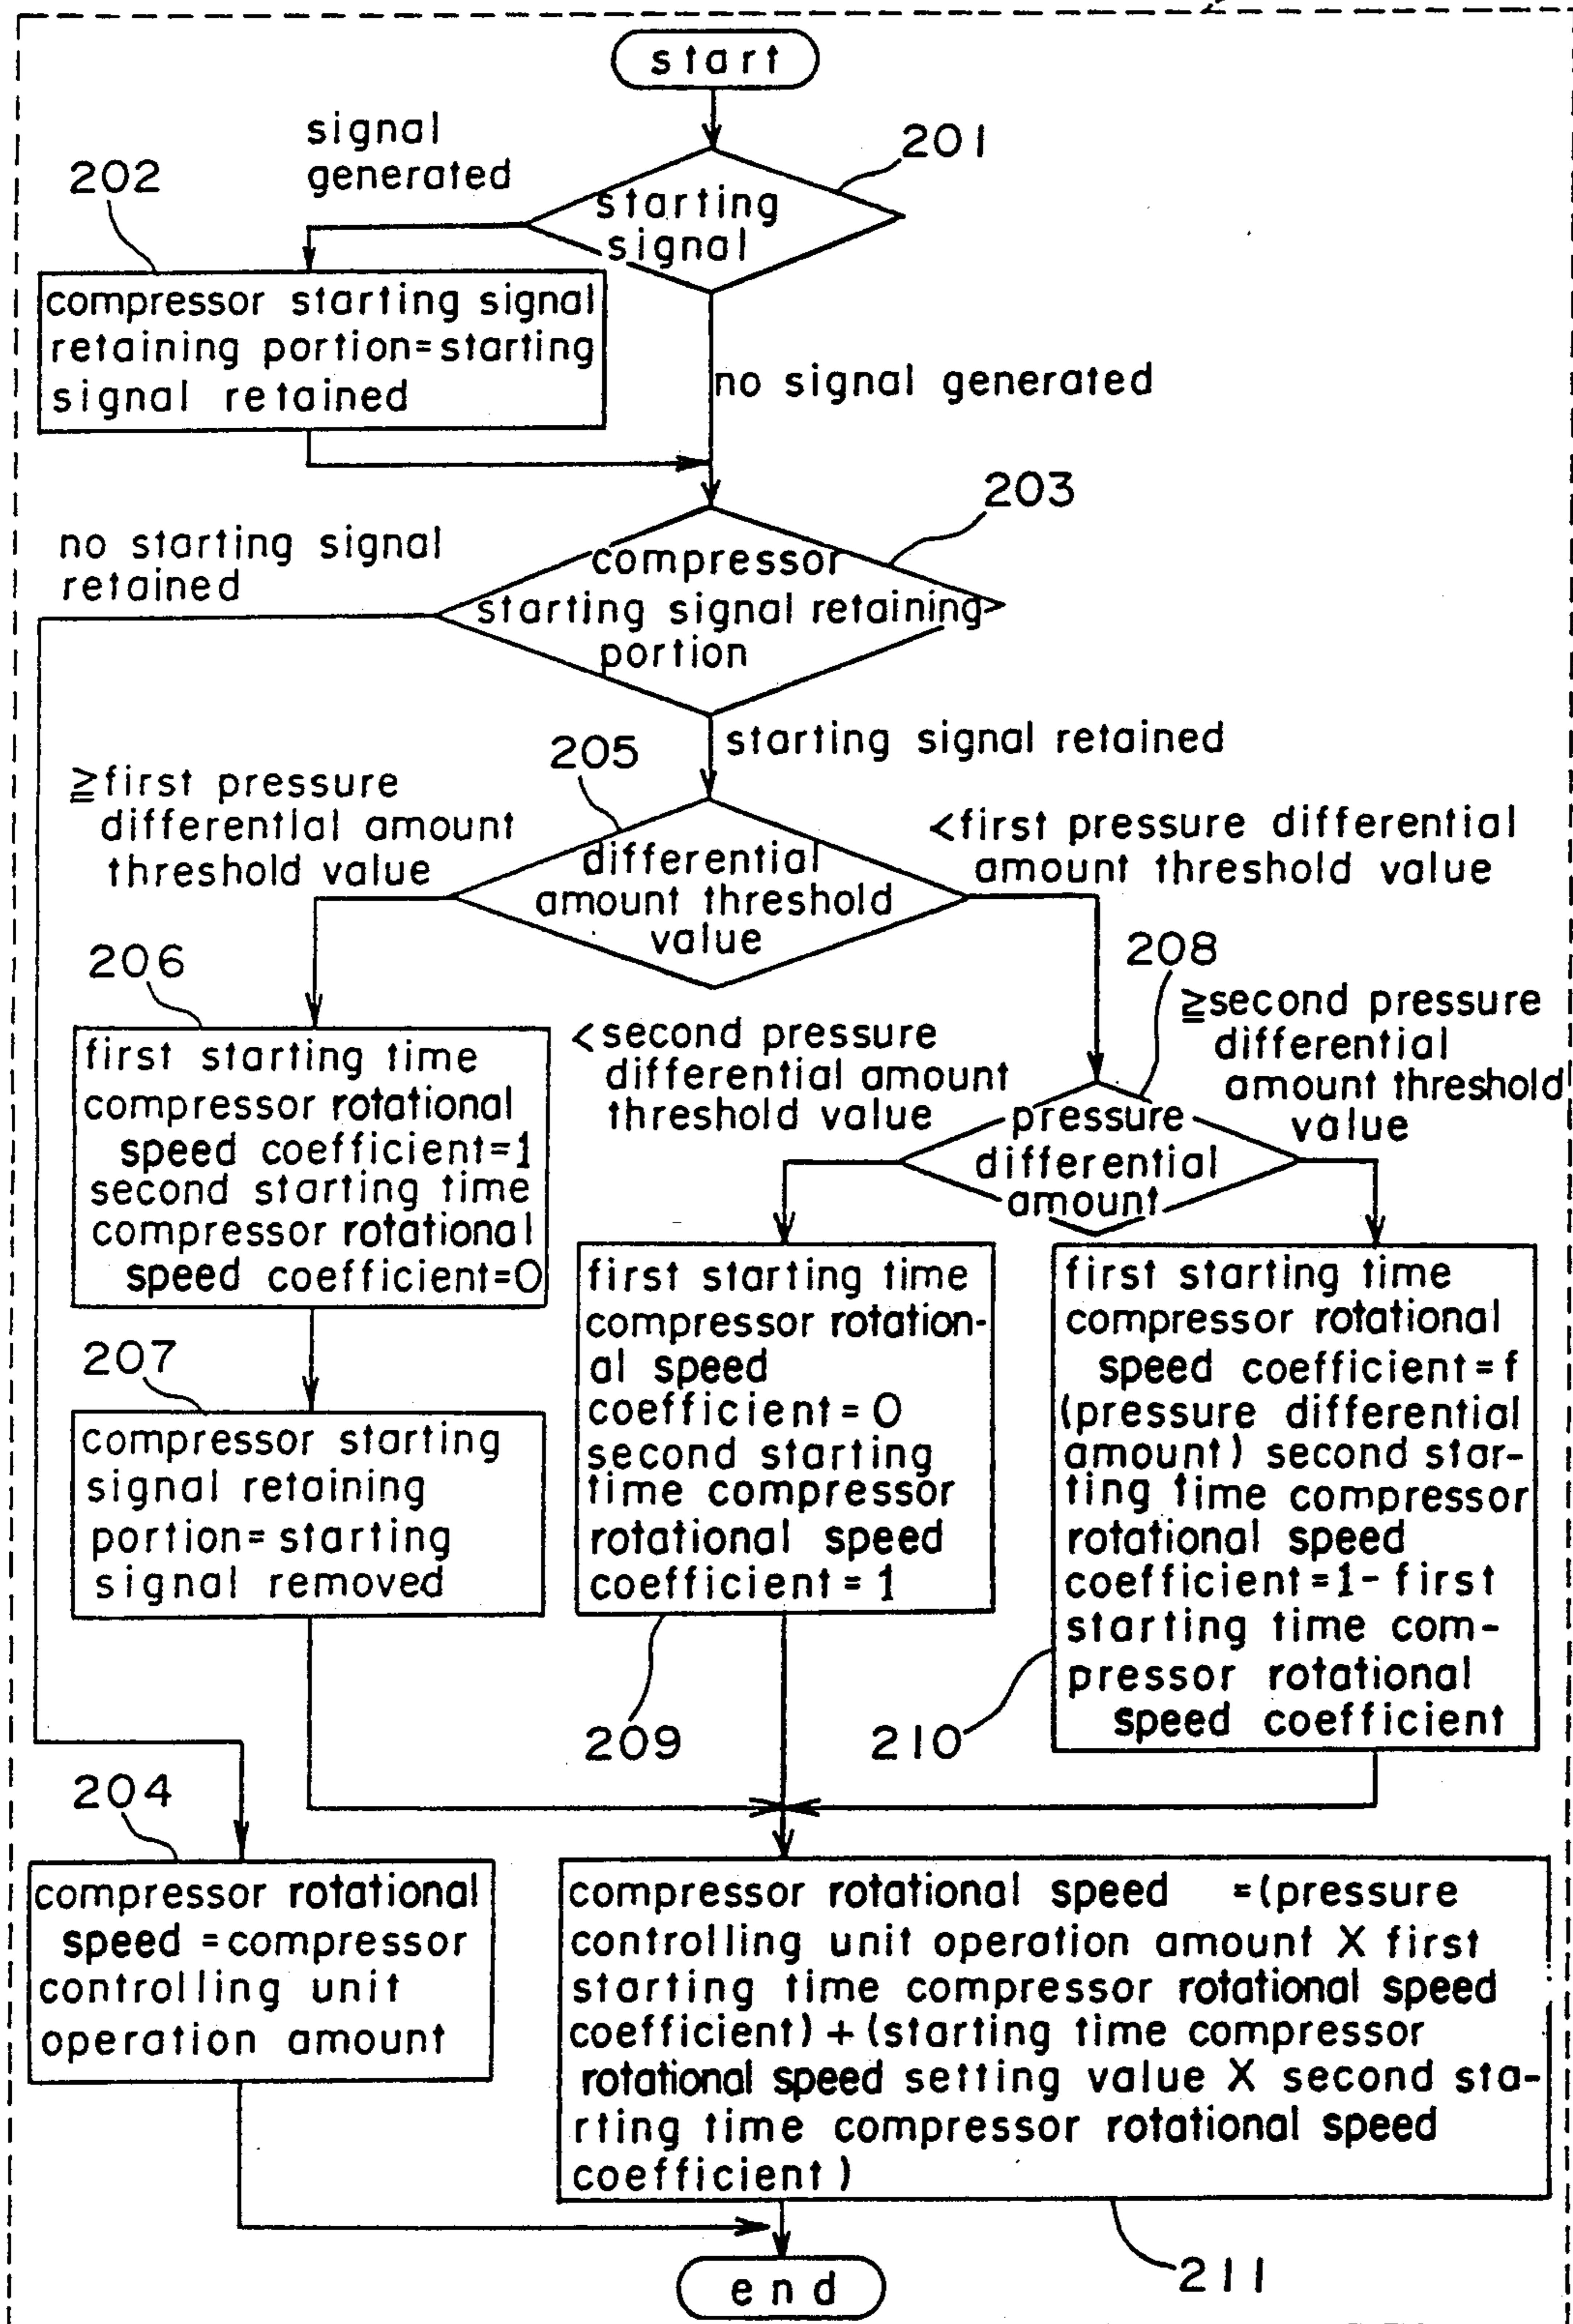 start
signal
generated
201
202
starting
signal
compressor starting signal
retaining portion=starting
signal retained
no signal generated
203
no starting signal
retained
compressor
starting signal retaining
portion
starting signal retained
205
≧first pressure
differential amount
threshold value
<first pressure differential
amount threshold value
differential
amount threshold
value
206
208
≧second pressure
differential
amount threshold
value
<second pressure
differential amount
threshold value
pressure
differential
amount
first starting time
compressor rotational
speed coefficient=1
second starting time
compressor rotational
speed coefficient=0
first starting time
compressor rotation-
al speed
coefficient=0
second starting
time compressor
rotational speed
coefficient=1
first starting time
compressor rotational
speed coefficient=f
(pressure differential
amount) second star-
ting time compressor
rotational speed
coefficient=1- first
starting time com-
pressor rotational
speed coefficient
207
compressor starting
signal retaining
portion=starting
signal removed
209
210
204
compressor rotational
speed =compressor
controlling unit
operation amount
compressor rotational speed =(pressure
controlling unit operation amount X first
starting time compressor rotational speed
coefficient)+(starting time compressor
rotational speed setting value X second sta-
rting time compressor rotational speed
coefficient)
211
end